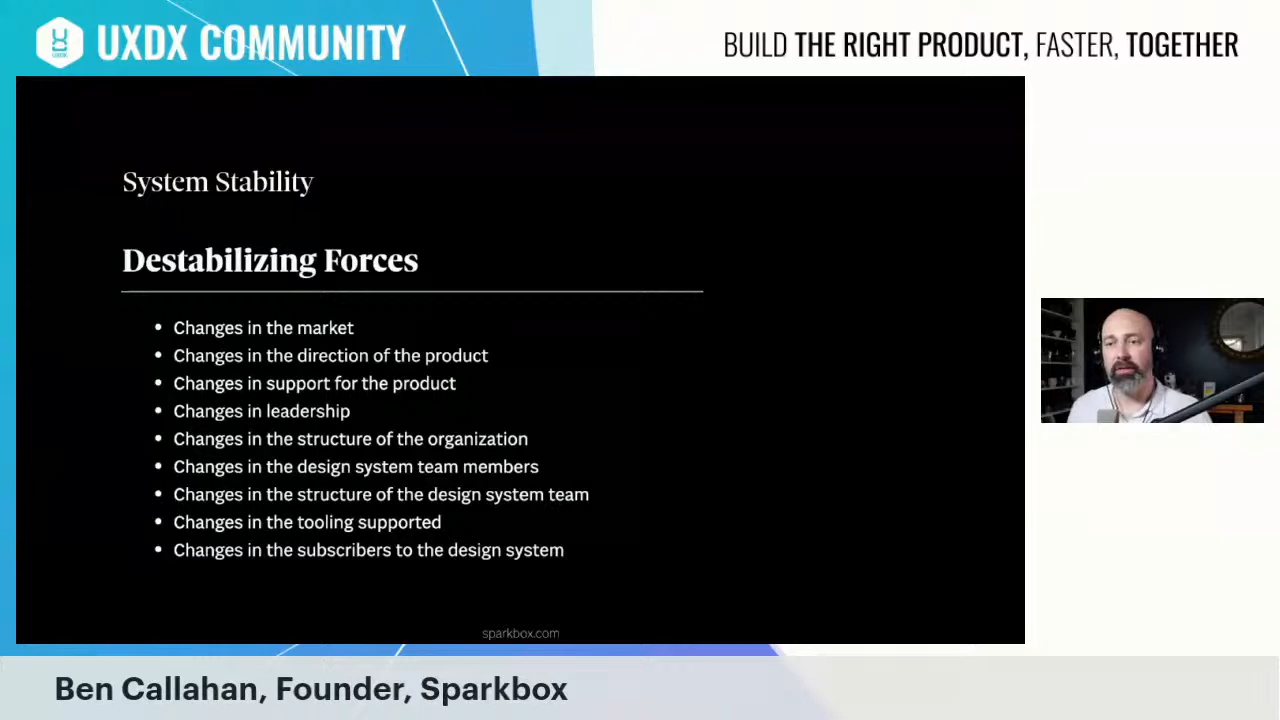 UXDX COMMUNITY
BUILD THE RIGHT PRODUCT, FASTER, TOGETHER
System Stability
Destabilizing Forces
• Changes in the market
• Changes in the direction of the product
• Changes in support for the product
• Changes in leadership
• Changes in the structure of the organization
• Changes in the design system team members
• Changes in the structure of the design system team
• Changes in the tooling supported
• Changes in the subscribers to the design system
sparkbox.com
Ben Callahan, Founder, Sparkbox